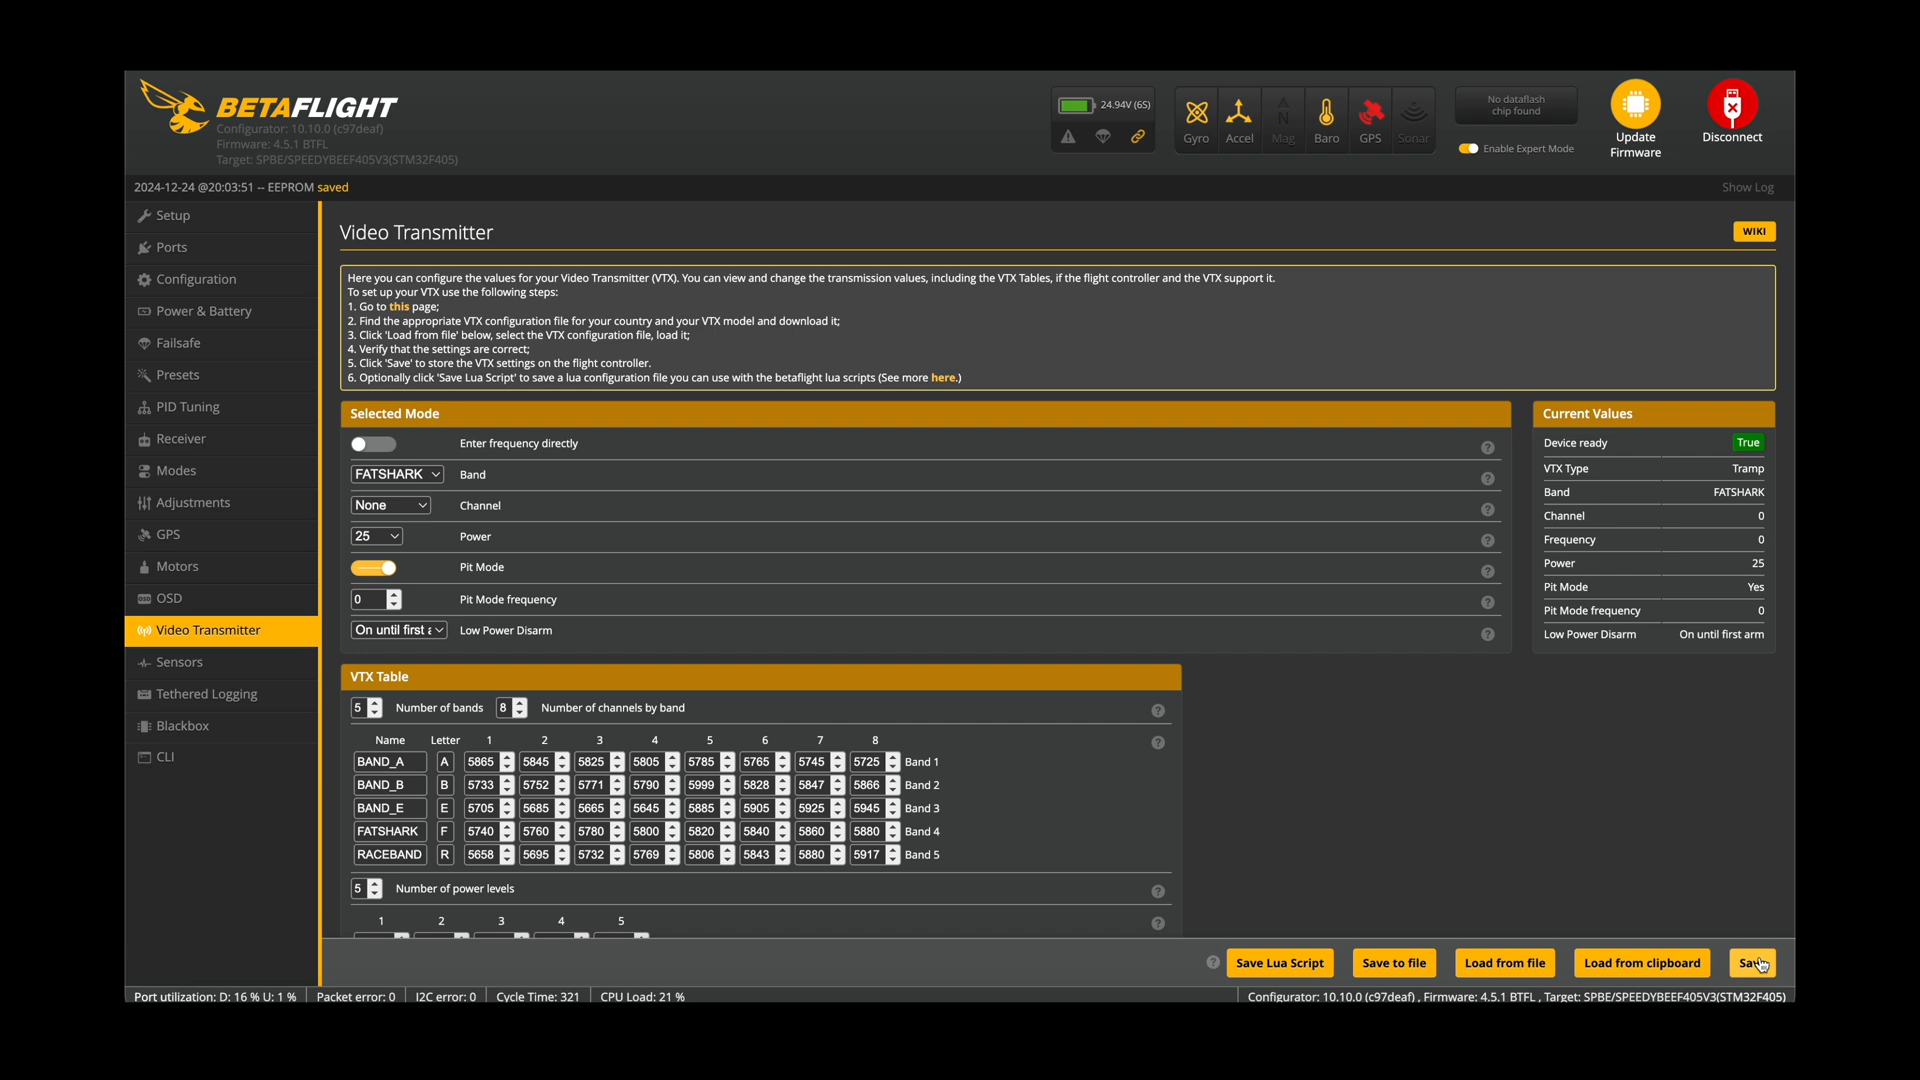 BETAFLIGHT
Configurator: 10.10.0 (c97deaf)
Firmware: 4.5.1 BTFL
Target: SPBE/SPEEDYBEEF405V3(STM32F405)
24.94V (6S)
Gyro Accel Mag Baro GPS Sonar
No dataflash
chip found
Enable Expert Mode
Update
Firmware
Disconnect
2024-12-24 @20:03:51 -- EEPROM saved
Show Log
Setup
Ports
Configuration
Power & Battery
Failsafe
Presets
PID Tuning
Receiver
Modes
Adjustments
GPS
Motors
OSD
Video Transmitter
Sensors
Tethered Logging
Blackbox
CLI
Video Transmitter
WIKI
Here you can configure the values for your Video Transmitter (VTX). You can view and change the transmission values, including the VTX Tables, if the flight controller and the VTX support it.
To set up your VTX use the following steps:
1. Go to this page;
2. Find the appropriate VTX configuration file for your country and your VTX model and download it;
3. Click 'Load from file' below, select the VTX configuration file, load it;
4. Verify that the settings are correct;
5. Click 'Save' to store the VTX settings on the flight controller.
6. Optionally click 'Save Lua Script' to save a lua configuration file you can use with the betaflight lua scripts (See more here.)
Selected Mode
Enter frequency directly
FATSHARK Band
None Channel
25 Power
Pit Mode
0 Pit Mode frequency
On until first a Low Power Disarm
Current Values
Device ready True
VTX Type Tramp
Band FATSHARK
Channel 0
Frequency 0
Power 25
Pit Mode Yes
Pit Mode frequency 0
Low Power Disarm On until first arm
VTX Table
5 Number of bands 8 Number of channels by band
Name Letter 1 2 3 4 5 6 7 8
BAND_A A 5865 5845 5825 5805 5785 5765 5745 5725 Band 1
BAND_B B 5733 5752 5771 5790 5999 5828 5847 5866 Band 2
BAND_E E 5705 5685 5665 5645 5885 5905 5925 5945 Band 3
FATSHARK F 5740 5760 5780 5800 5820 5840 5860 5880 Band 4
RACEBAND R 5658 5695 5732 5769 5806 5843 5880 5917 Band 5
5 Number of power levels
1 2 3 4 5
Save Lua Script
Save to file
Load from file
Load from clipboard
Port utilization: D: 16 % U: 1 %
Packet error: 0
I2C error: 0
Cycle Time: 321
CPU Load: 21 %
Configurator: 10.10.0 (c97deaf) , Firmware: 4.5.1 BTFL , Target: SPBE/SPEEDYBEEF405V3(STM32F405)